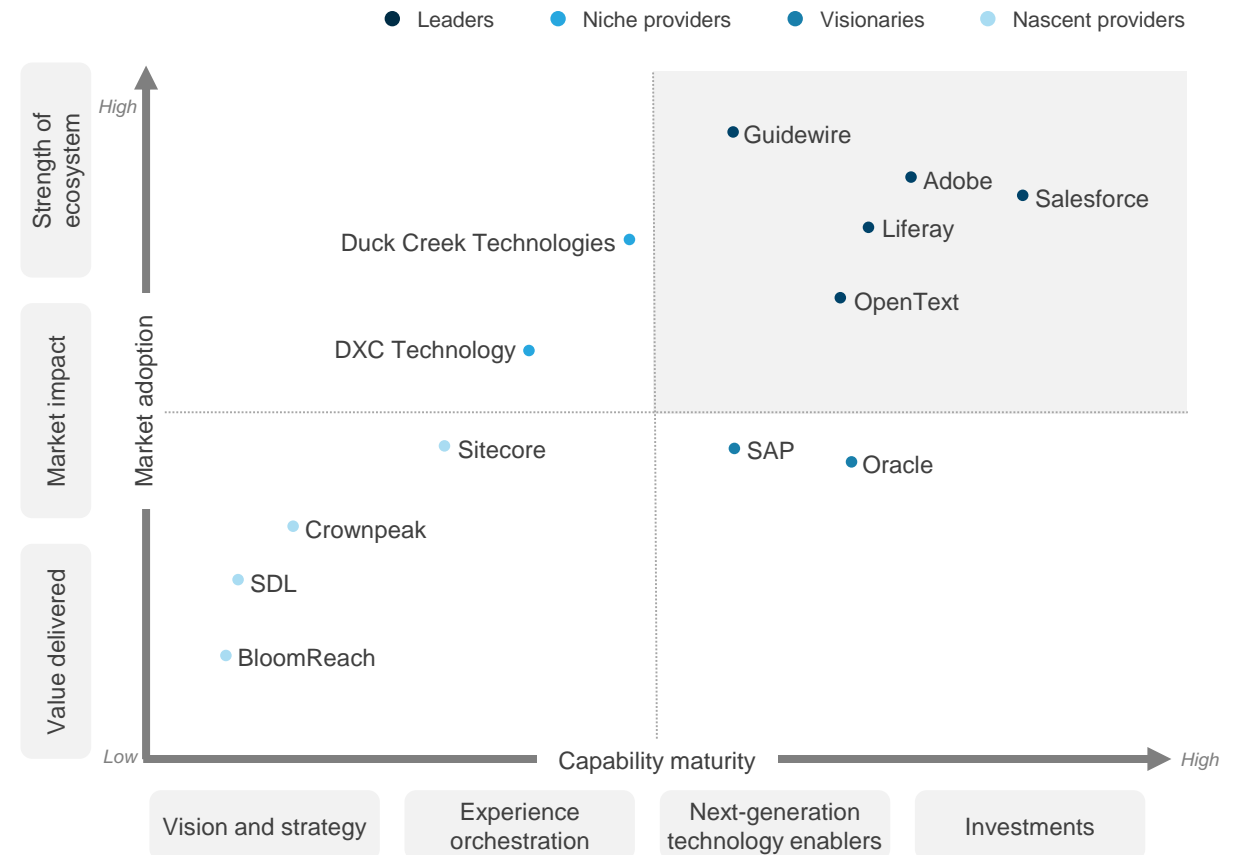 Leaders
Niche providers
Visionaries
Nascent providers
Strength of
ecosystem
Market impact
Value delivered
High
Market adoption
Low
Guidewire
Adobe
Salesforce
Liferay
Duck Creek Technologies
OpenText
DXC Technology
Sitecore
SAP
Oracle
Crownpeak
SDL
BloomReach
Capability maturity
High
Vision and strategy
Experience
orchestration
Next-generation
technology enablers
Investments